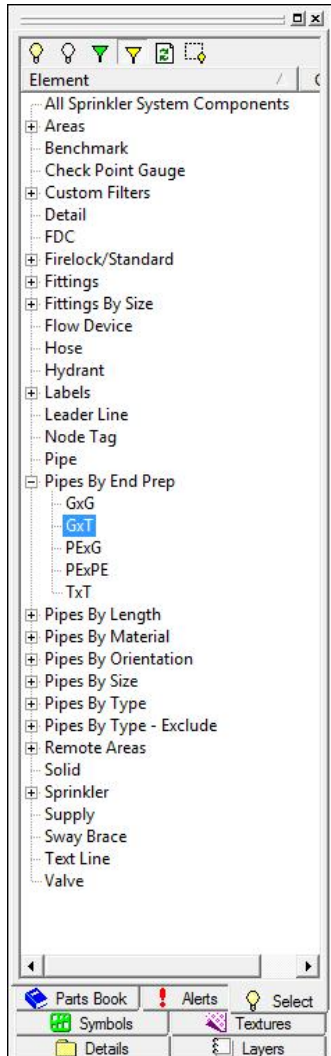 Element
All Sprinkler System Components
Areas
Benchmark
Check Point Gauge
Custom Filters
Detail
FDC
Firelock/Standard
Fittings
Fittings By Size
Flow Device
Hose
Hydrant
Labels
Leader Line
Node Tag
Pipe
Pipes By End Prep
GxG
GxT
PExG
PExPE
TxT
Pipes By Length
Pipes By Material
Pipes By Orientation
Pipes By Size
Pipes By Type
Pipes By Type - Exclude
Remote Areas
Solid
Sprinkler
Supply
Sway Brace
Text Line
Valve
Parts Book Alerts Select
Symbols Textures
Details Layers